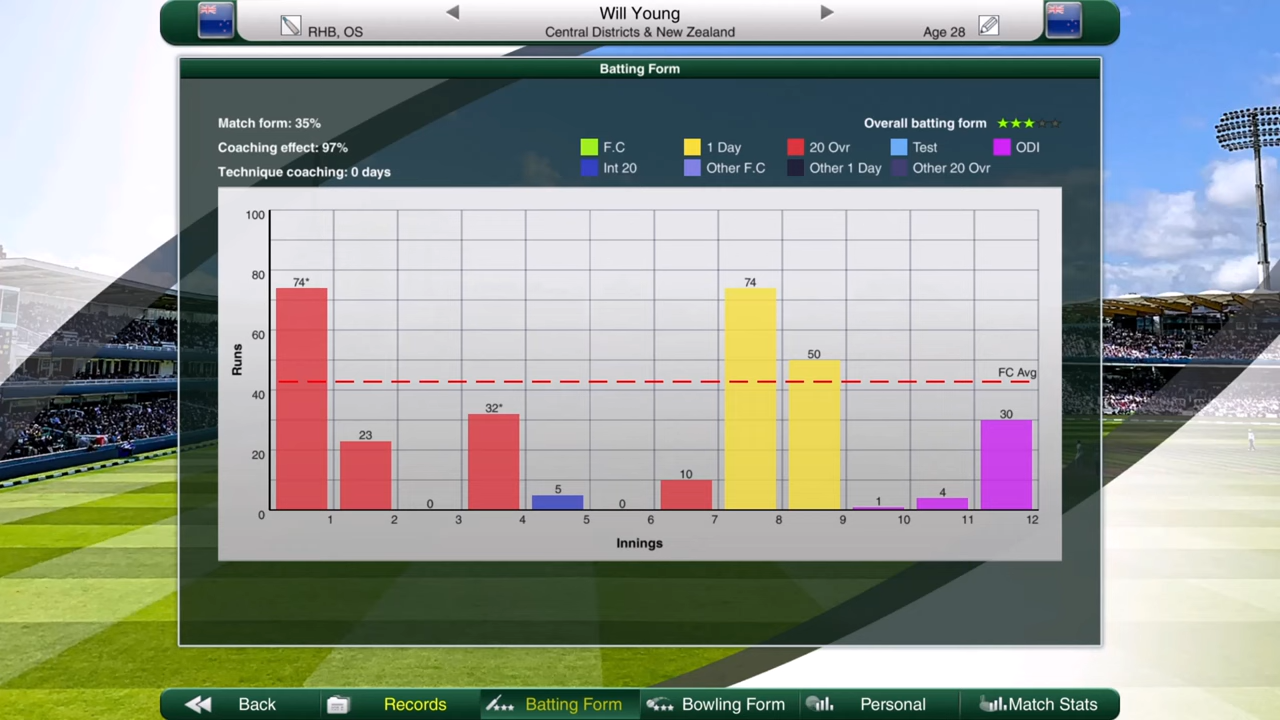 Will Young
RHB, OS
Central Districts & New Zealand
Age 28
Batting Form
Match form: 35%
Overall batting form
Coaching effect: 97%
F.C
1 Day
20 Ovr
Test
ODI
Technique coaching: 0 days
Int 20
Other F.C
Other 1 Day
Other 20 Ovr
100
80
60
40
20
0
Runs
74*
23
0
32*
5
0
10
74
50
1
4
30
FC Avg
1 2 3 4 5 6 7 8 9 10 11 12
Innings
Back
Records
Batting Form
Bowling Form
Personal
Match Stats